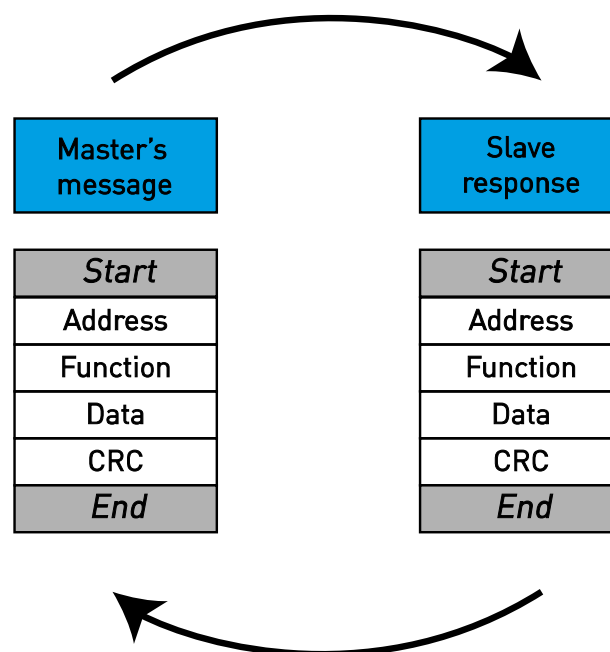 Master's
message
Slave
response
Start
Address
Function
Data
CRC
End
Start
Address
Function
Data
CRC
End